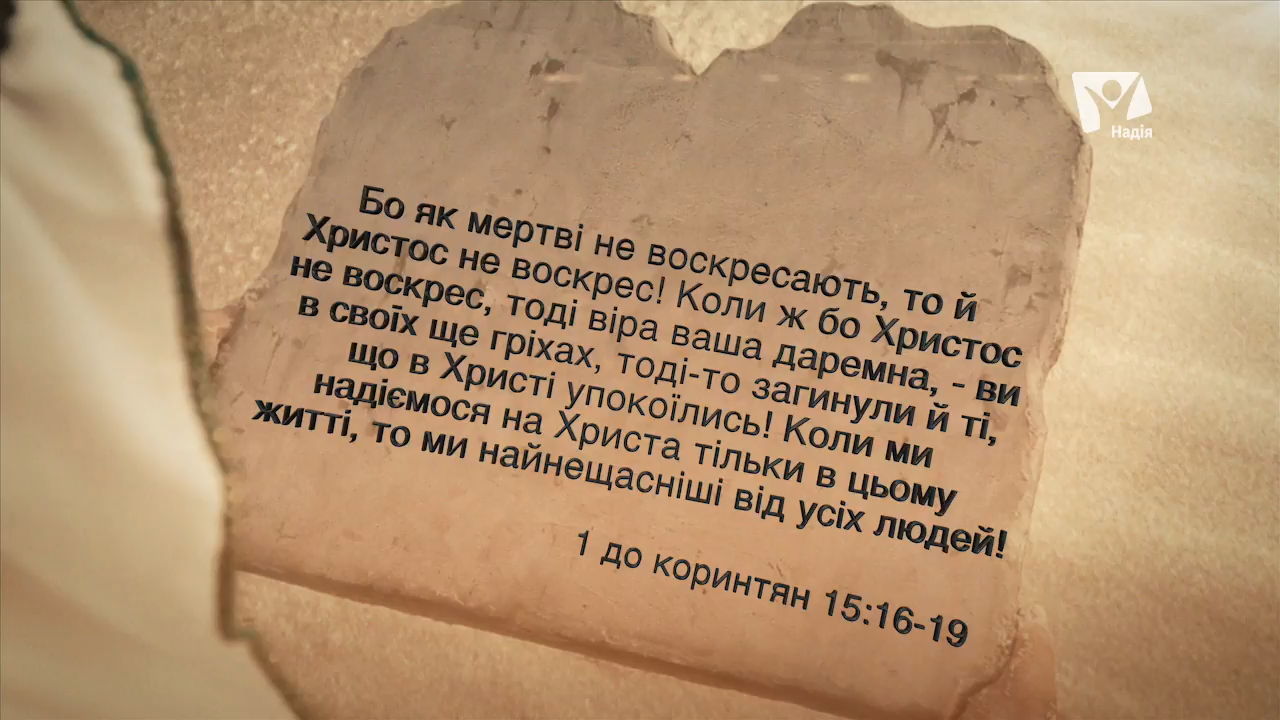 Надія
Бо як мертві не воскресають, то й
Христос не воскрес! Коли ж бо Христос
не воскрес, тоді віра ваша даремна, - ви
в своїх ще гріхах, тоді-то загинули й ті,
що в Христі упокоїлись! Коли ми
надіємося на Христа тільки в цьому
житті, то ми найнещасніші від усіх людей!
1 до коринтян 15:16-19